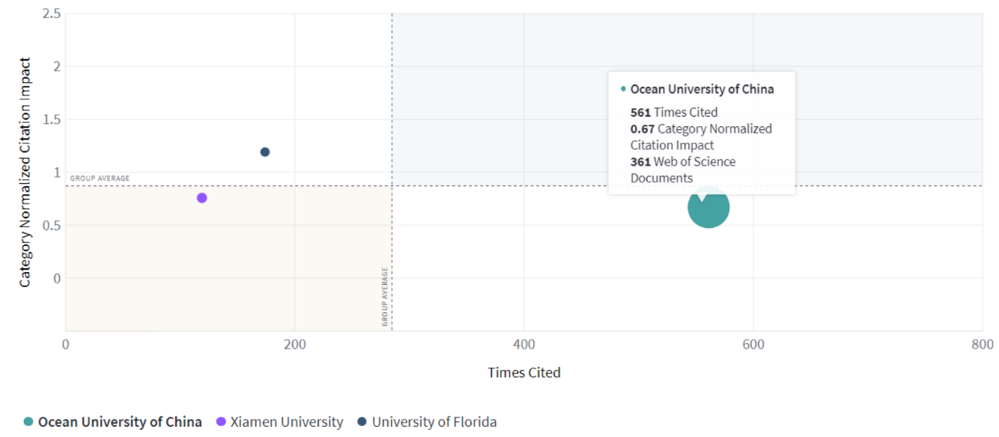 2.5
2
1.5
1
0.5
0
Category Normalized Citation Impact
GROUP AVERAGE
GROUP AVERAGE
Ocean University of China
561 Times Cited
0.67 Category Normalized
Citation Impact
361 Web of Science
Documents
0 200 400 600 800
Times Cited
Ocean University of China Xiamen University University of Florida